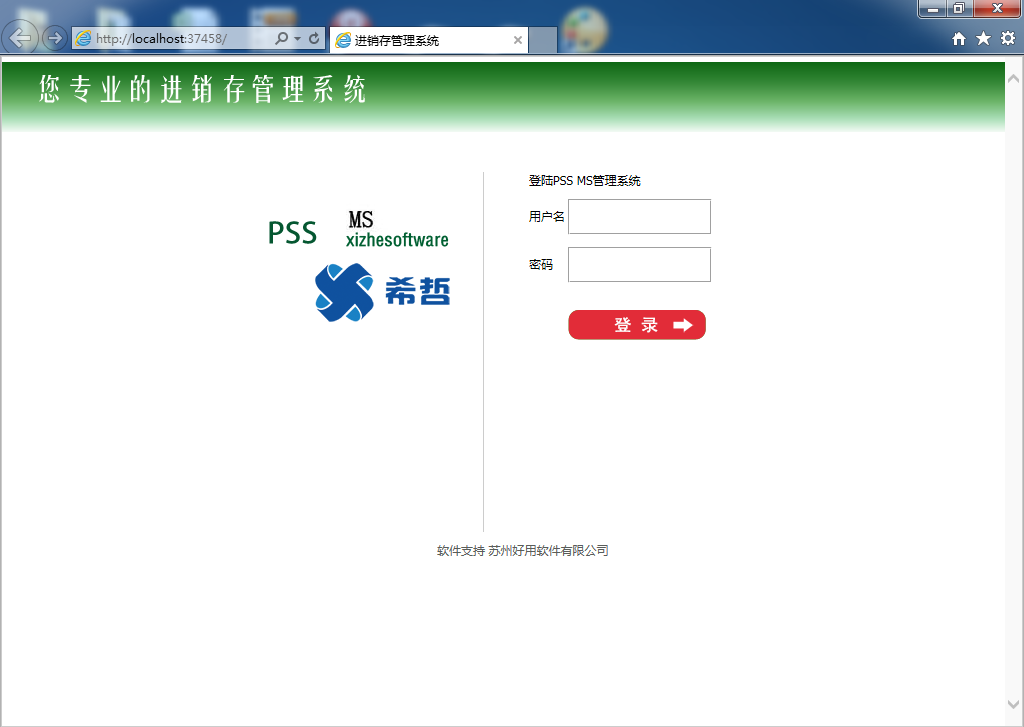 http://localhost:37458/
进销存管理系统
您专业的进销存管理系统
登陆PSS MS管理系统
用户名
密码
登 录
PSS
MS
xizhesoftware
希哲
软件支持 苏州好用软件有限公司